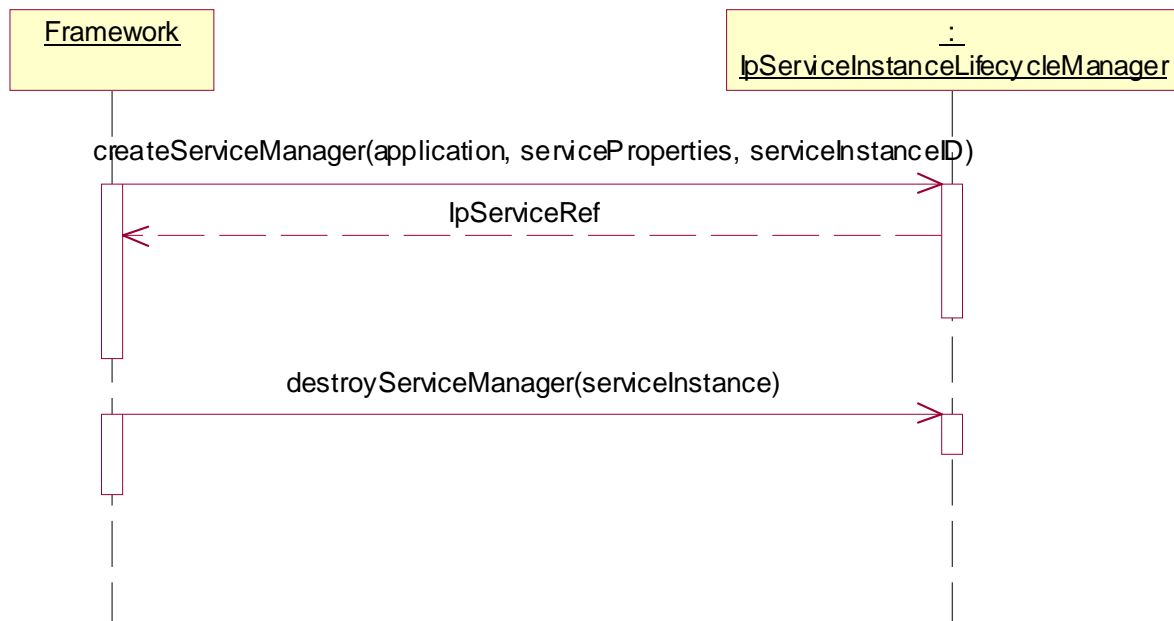 Framework
:
IpServiceInstanceLifecycleManager
createServiceManager(application, serviceProperties, serviceInstanceID)
IpServiceRef
destroyServiceManager(serviceInstance)